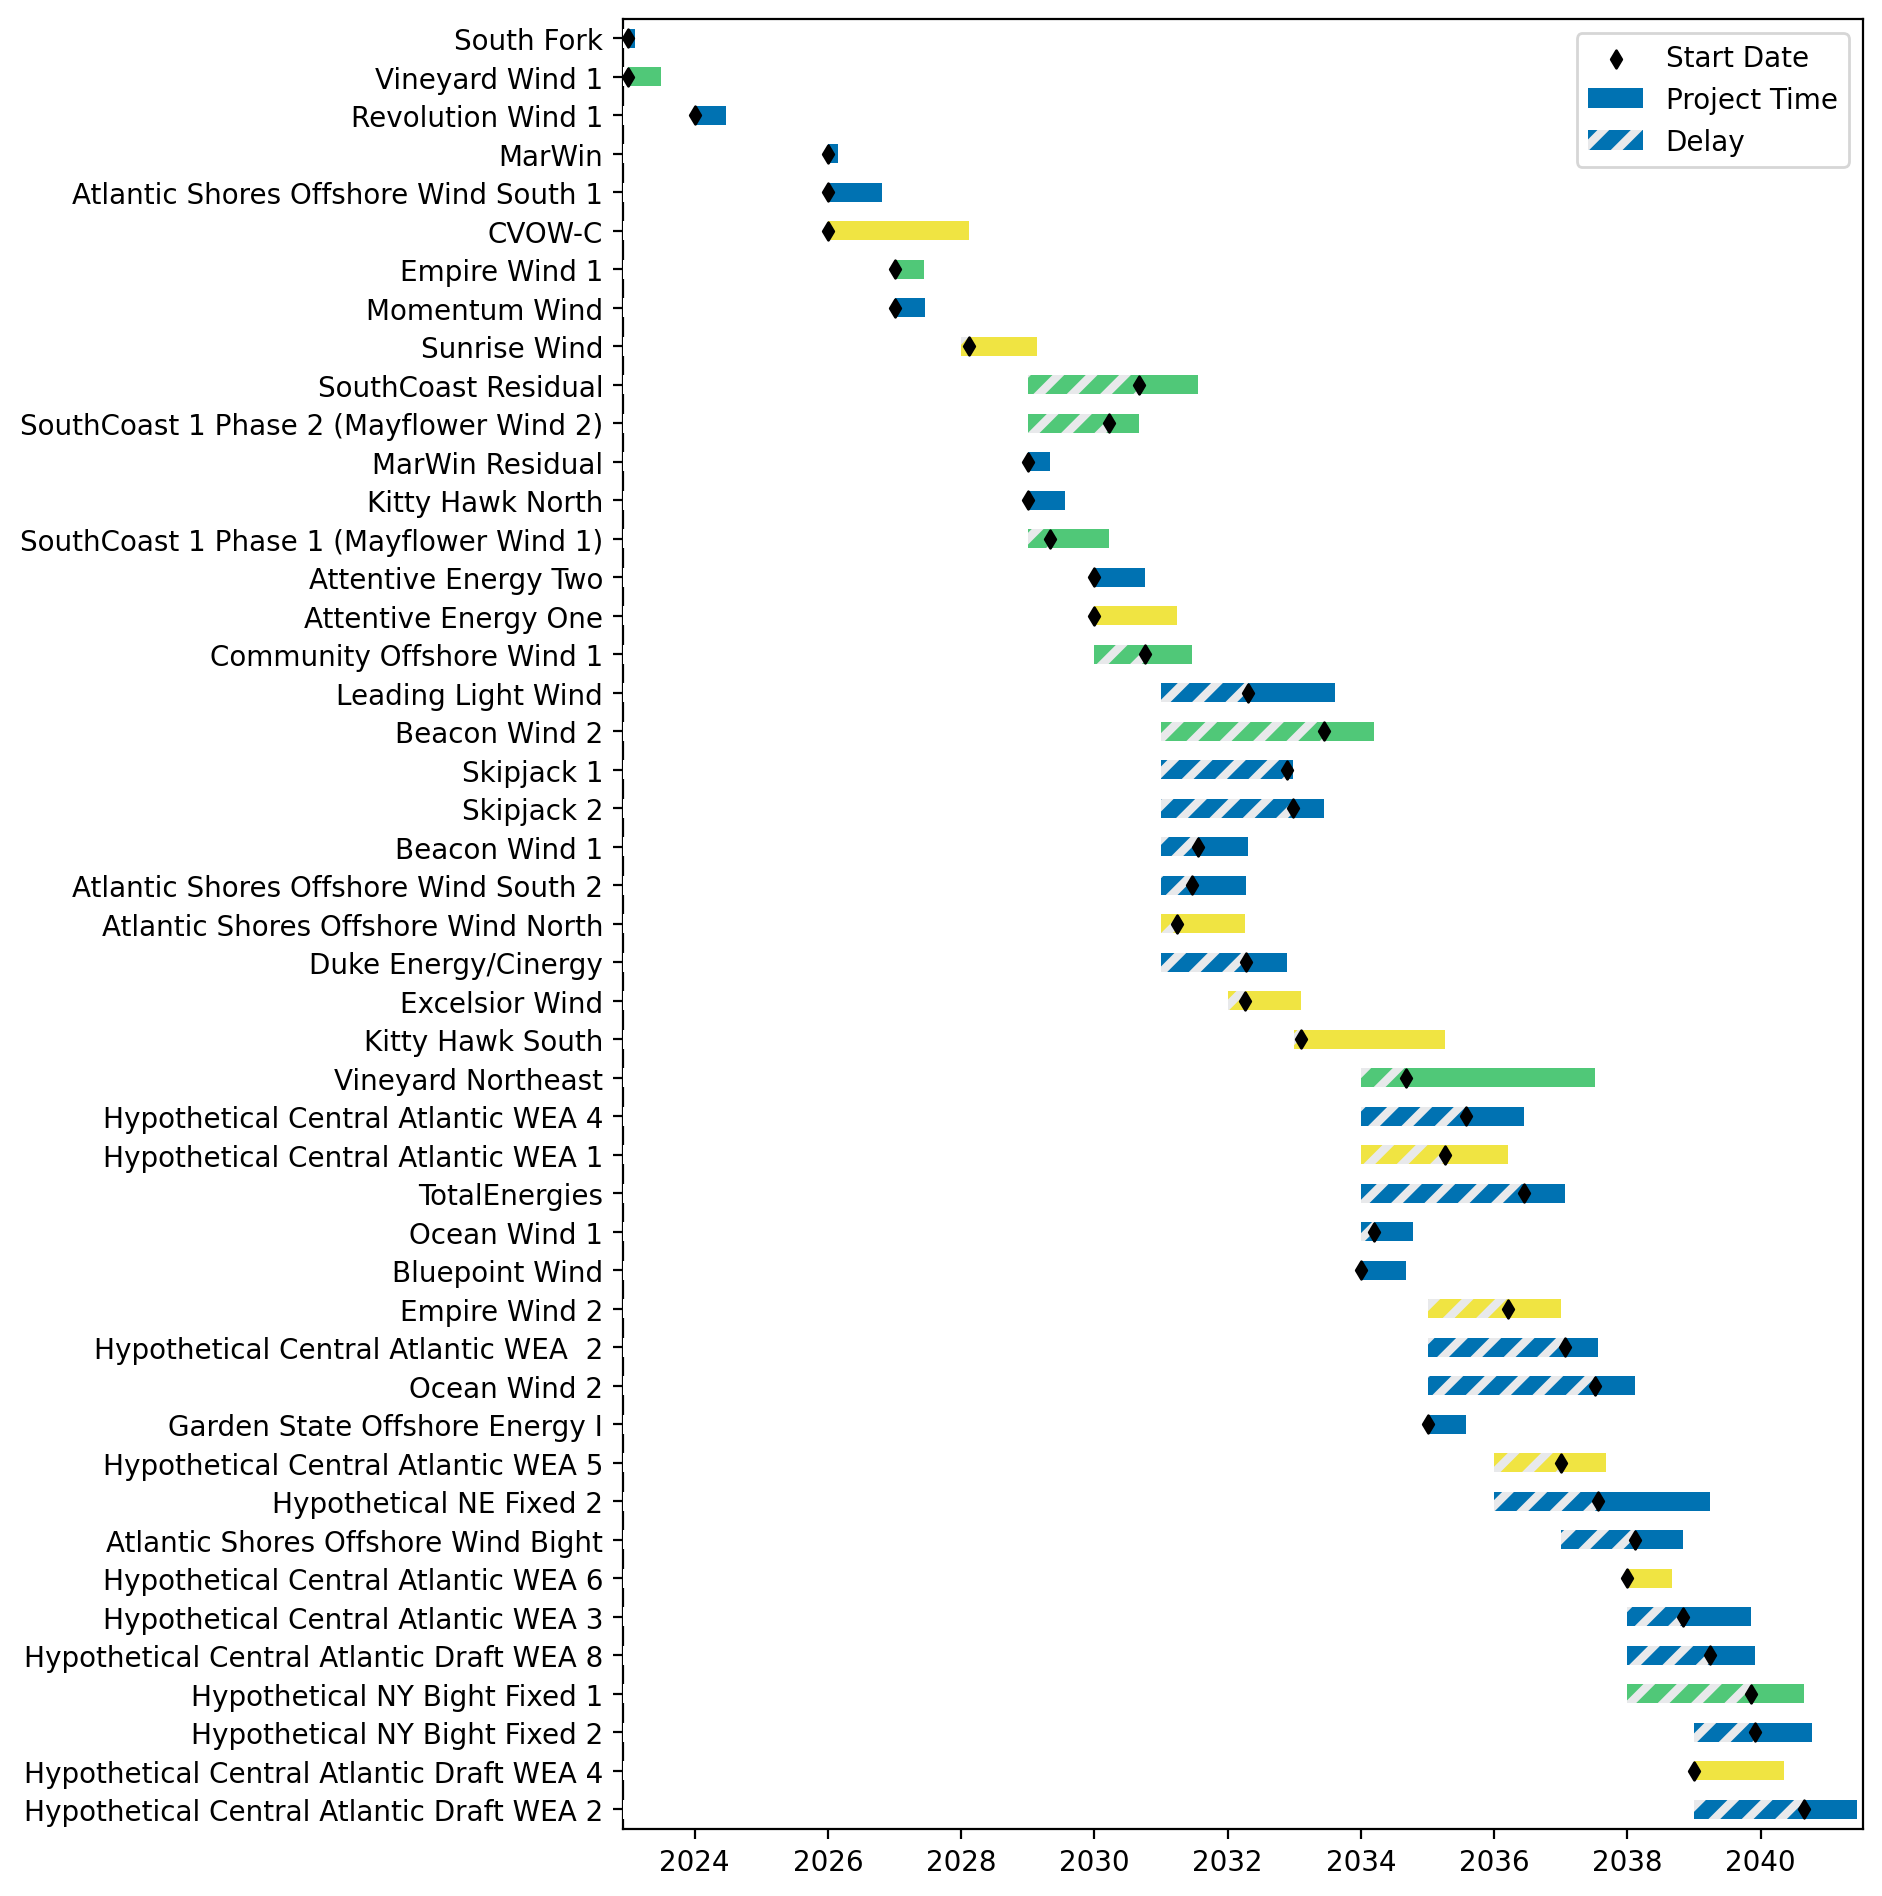 South Fork
Vineyard Wind 1
Revolution Wind 1
MarWin
Atlantic Shores Offshore Wind South 1
CVOW-C
Empire Wind 1
Momentum Wind
Sunrise Wind
SouthCoast Residual
SouthCoast 1 Phase 2 (Mayflower Wind 2)
MarWin Residual
Kitty Hawk North
SouthCoast 1 Phase 1 (Mayflower Wind 1)
Attentive Energy Two
Attentive Energy One
Community Offshore Wind 1
Leading Light Wind
Beacon Wind 2
Skipjack 1
Skipjack 2
Beacon Wind 1
Atlantic Shores Offshore Wind South 2
Atlantic Shores Offshore Wind North
Duke Energy/Cinergy
Excelsior Wind
Kitty Hawk South
Vineyard Northeast
Hypothetical Central Atlantic WEA 4
Hypothetical Central Atlantic WEA 1
TotalEnergies
Ocean Wind 1
Bluepoint Wind
Empire Wind 2
Hypothetical Central Atlantic WEA  2
Ocean Wind 2
Garden State Offshore Energy I
Hypothetical Central Atlantic WEA 5
Hypothetical NE Fixed 2
Atlantic Shores Offshore Wind Bight
Hypothetical Central Atlantic WEA 6
Hypothetical Central Atlantic WEA 3
Hypothetical Central Atlantic Draft WEA 8
Hypothetical NY Bight Fixed 1
Hypothetical NY Bight Fixed 2
Hypothetical Central Atlantic Draft WEA 4
Hypothetical Central Atlantic Draft WEA 2
Start Date
Project Time
Delay
2024 2026 2028 2030 2032 2034 2036 2038 2040